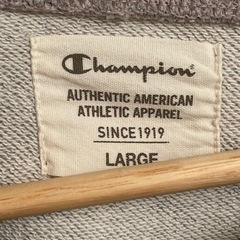 Champion
AUTHENTIC AMERICAN
ATHLETIC APPAREL
SINCE 1919
LARGE